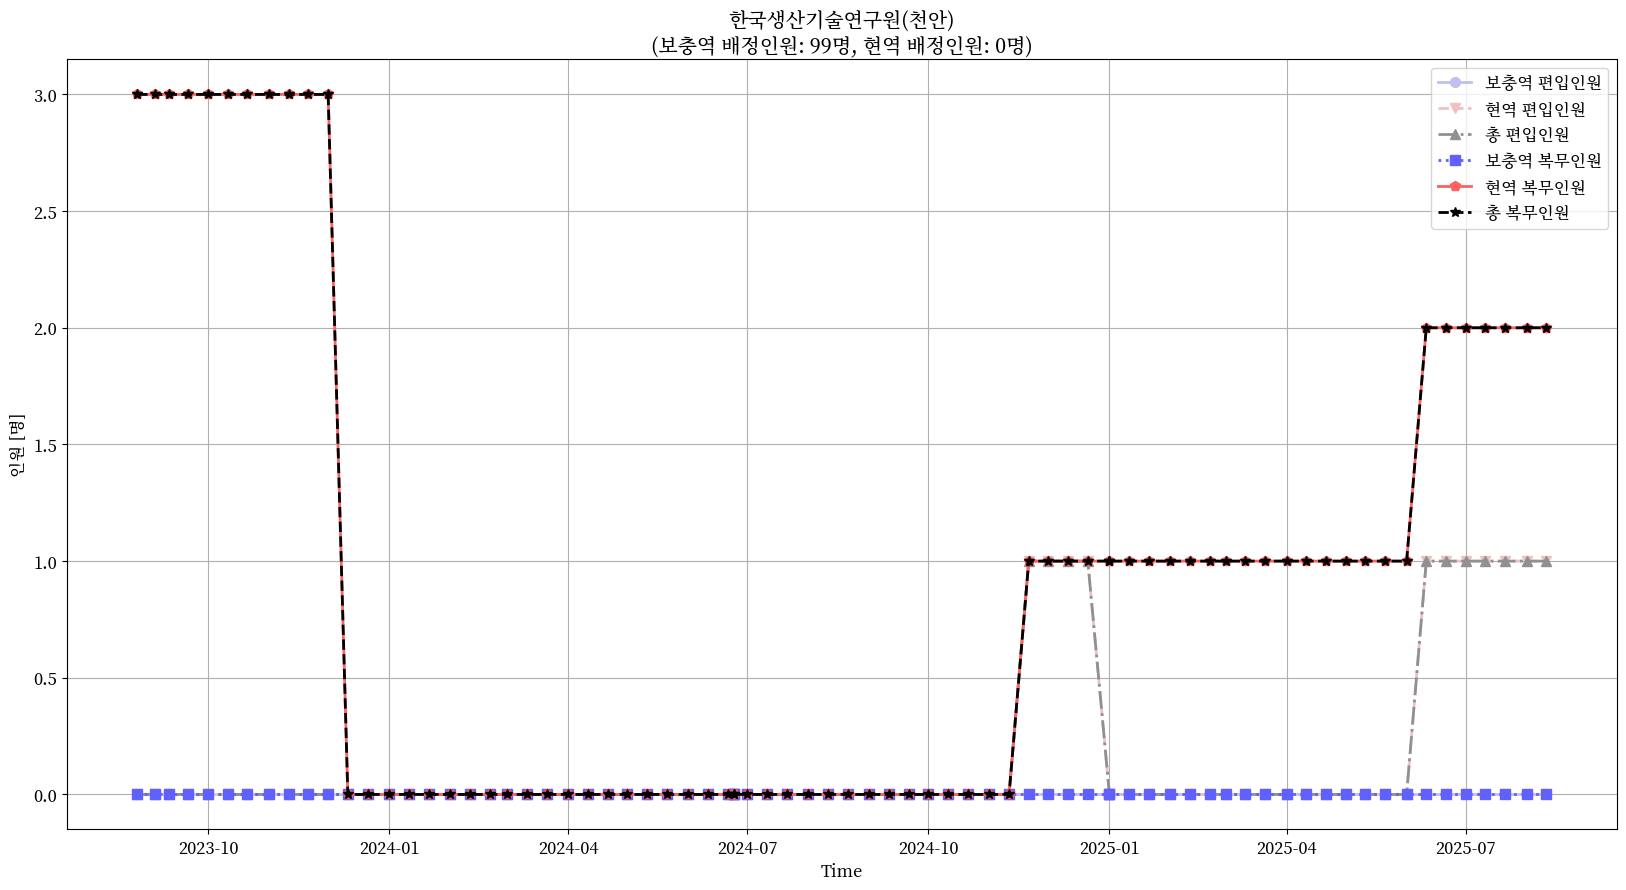 한국생산기술연구원(천안)
(보충역 배정인원: 99명, 현역 배정인원: 0명)
보충역 편입인원
현역 편입인원
총 편입인원
보충역 복무인원
현역 복무인원
총 복무인원
3.0
2.5
2.0
1.5
1.0
0.5
0.0
인원 [명]
2023-10 2024-01 2024-04 2024-07 2024-10 2025-01 2025-04 2025-07
Time